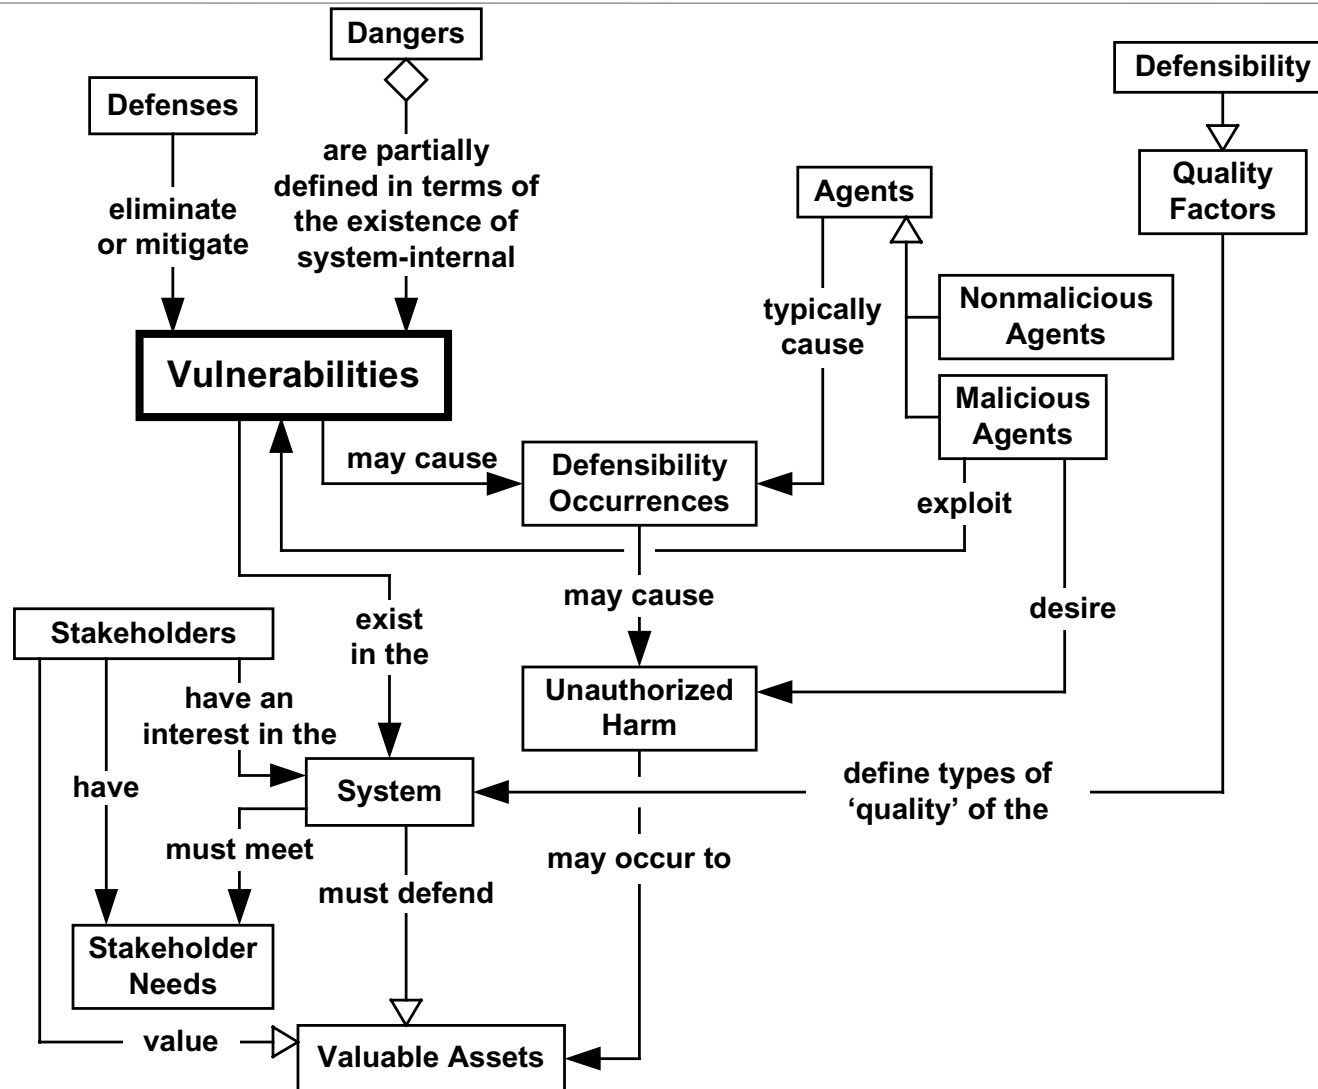 Dangers
Defensibility
Defenses
are partially
defined in terms of
the existence of
system-internal
Quality
Factors
Agents
eliminate
or mitigate
Nonmalicious
Agents
typically
cause
Vulnerabilities
Malicious
Agents
may cause
Defensibility
Occurrences
exploit
may cause
desire
exist
in the
Stakeholders
have an
interest in the
Unauthorized
Harm
have
System
define types of
‘quality’ of the
must meet
may occur to
must defend
Stakeholder
Needs
value
Valuable Assets